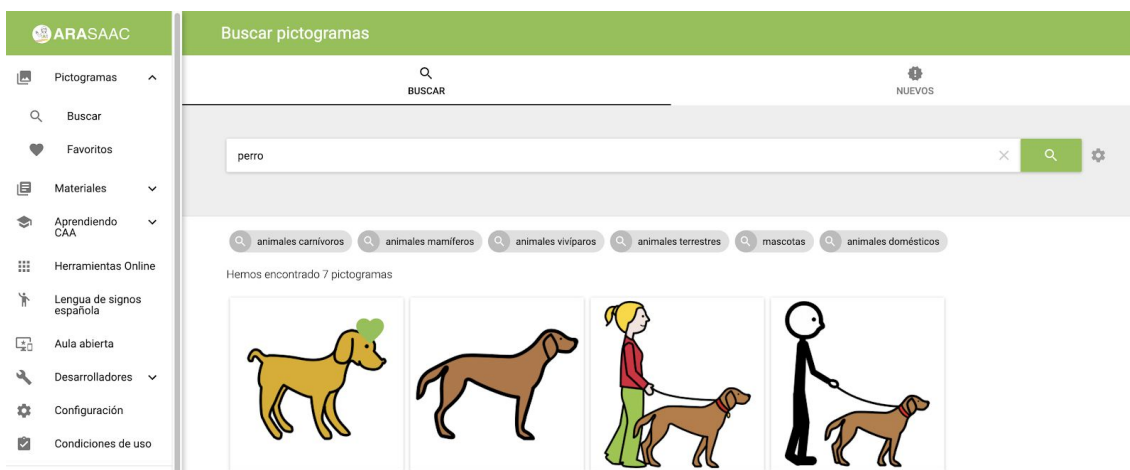 ARASAAC
Buscar pictogramas
Pictogramas
Buscar
Favoritos
Materiales
Aprendiendo
CAA
Herramientas Online
Lengua de signos
española
Aula abierta
Desarrolladores
Configuración
Condiciones de uso
BUSCAR
NUEVOS
perro
animales carnívoros
animales mamíferos
animales vivíparos
animales terrestres
mascotas
animales domésticos
Hemos encontrado 7 pictogramas